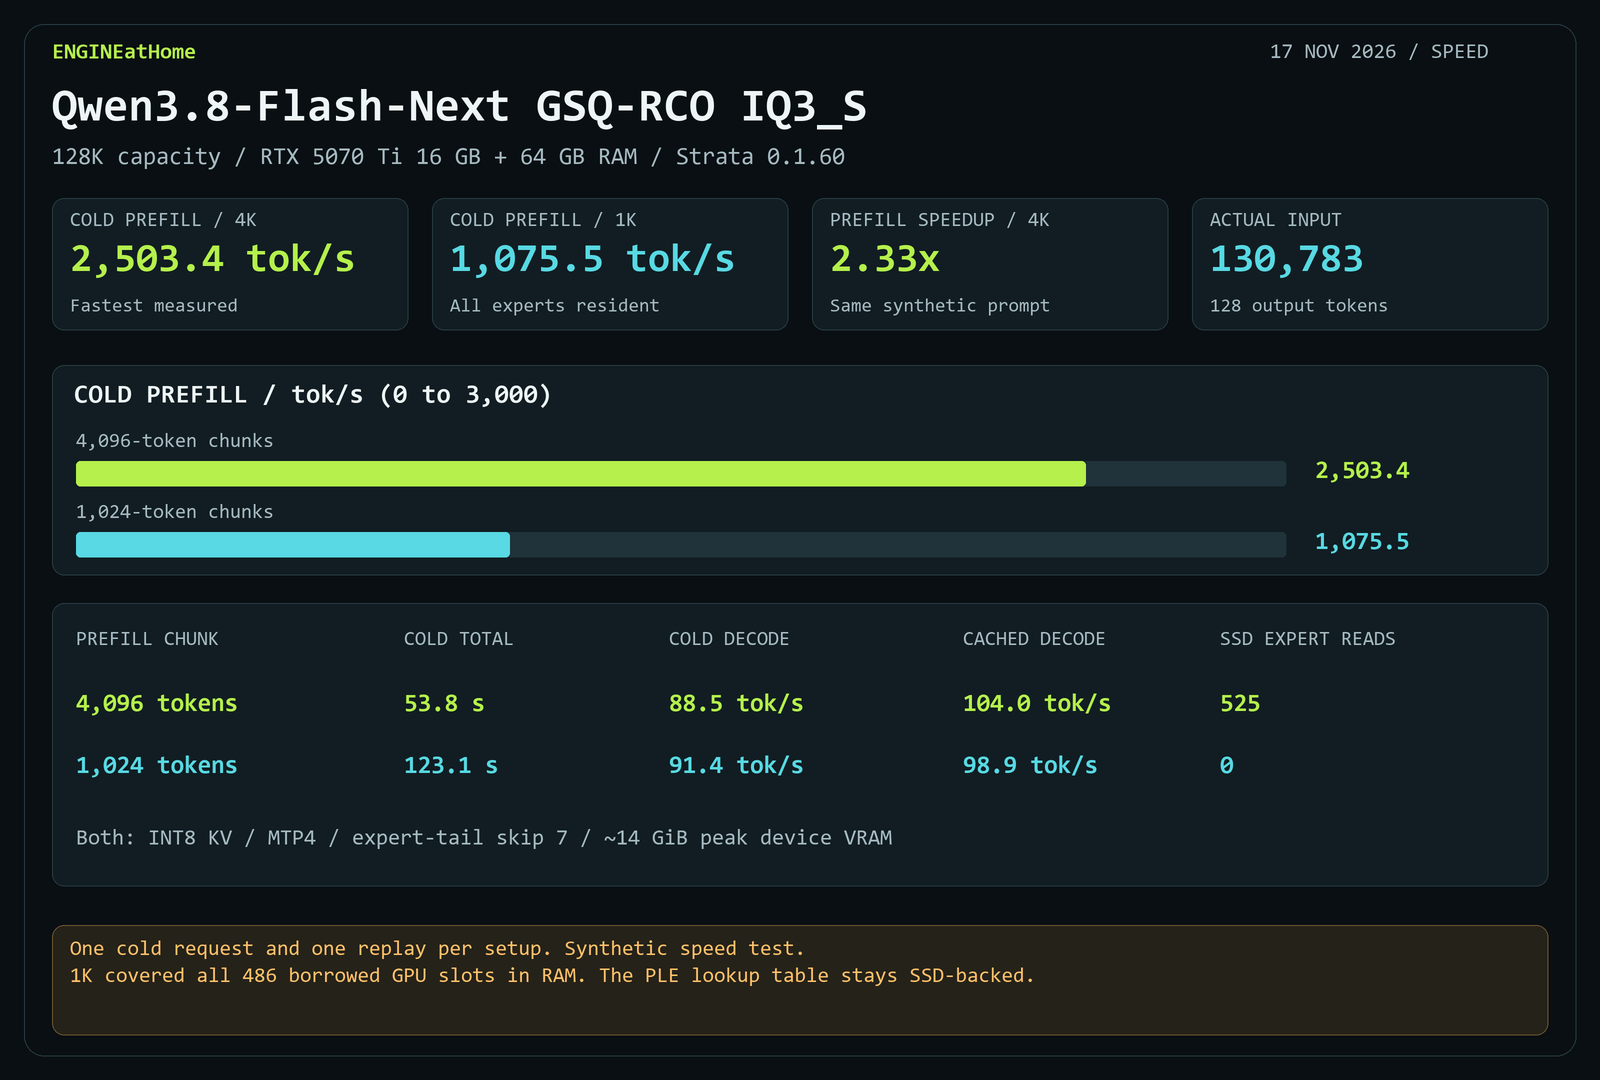 ENGINEatHome
17 NOV 2026 / SPEED
Qwen3.8-Flash-Next GSQ-RCO IQ3_S
128K capacity / RTX 5070 Ti 16 GB + 64 GB RAM / Strata 0.1.60
COLD PREFILL / 4K
2,503.4 tok/s
Fastest measured
COLD PREFILL / 1K
1,075.5 tok/s
All experts resident
PREFILL SPEEDUP / 4K
2.33x
Same synthetic prompt
ACTUAL INPUT
130,783
128 output tokens
COLD PREFILL / tok/s (0 to 3,000)
4,096-token chunks
2,503.4
1,024-token chunks
1,075.5
PREFILL CHUNK COLD TOTAL COLD DECODE CACHED DECODE SSD EXPERT READS
4,096 tokens 53.8 s 88.5 tok/s 104.0 tok/s 525
1,024 tokens 123.1 s 91.4 tok/s 98.9 tok/s 0
Both: INT8 KV / MTP4 / expert-tail skip 7 / ~14 GiB peak device VRAM
One cold request and one replay per setup. Synthetic speed test.
1K covered all 486 borrowed GPU slots in RAM. The PLE lookup table stays SSD-backed.